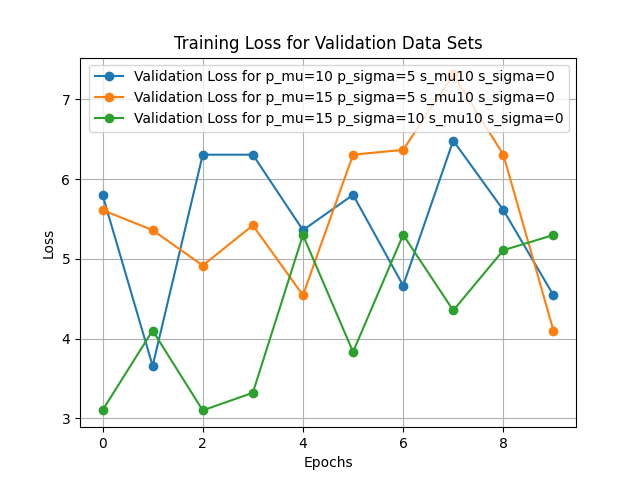 Training Loss for Validation Data Sets
Validation Loss for p_mu=10 p_sigma=5 s_mu10 s_sigma=0
Validation Loss for p_mu=15 p_sigma=5 s_mu10 s_sigma=0
Validation Loss for p_mu=15 p_sigma=10 s_mu10 s_sigma=0
7
6
5
4
3
Loss
0 2 4 6 8
Epochs